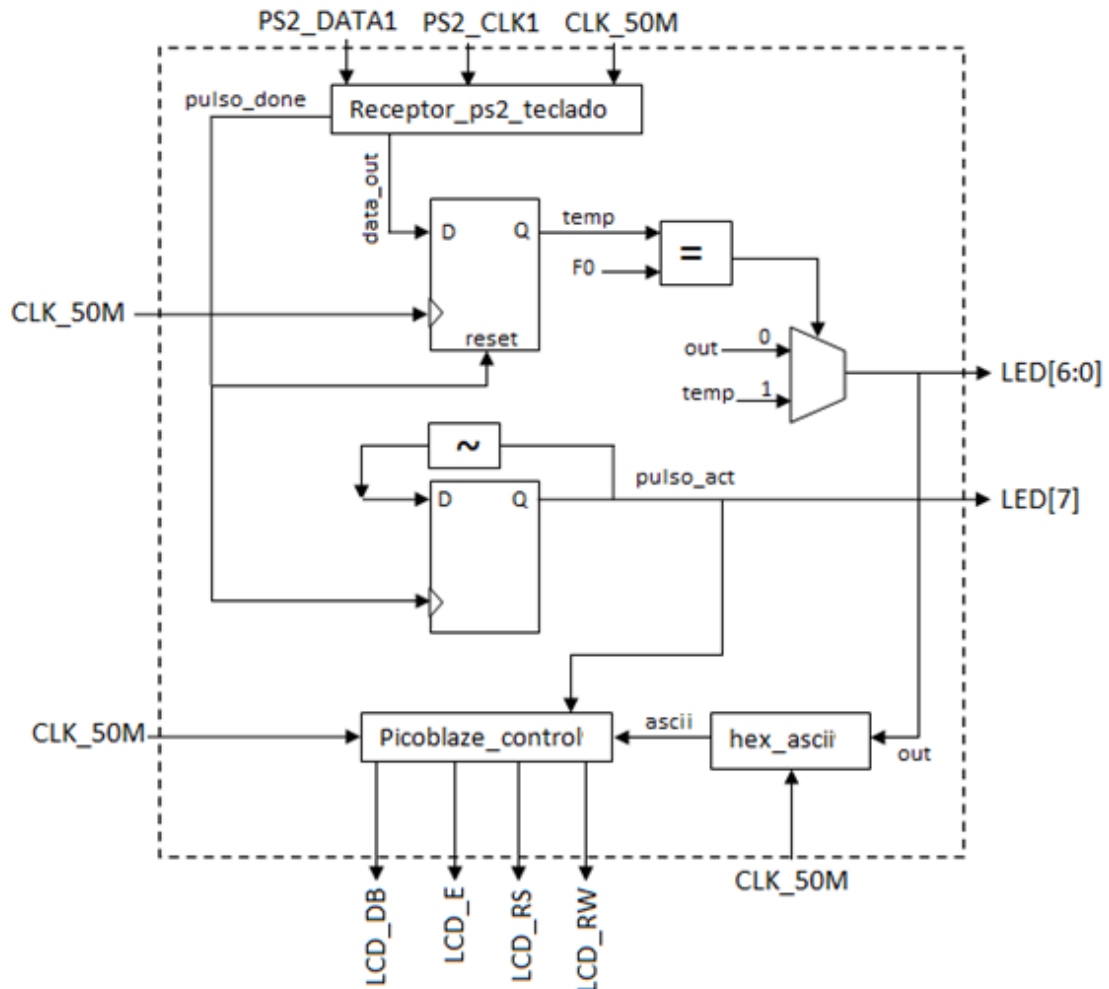 PS2_DATA1 PS2_CLK1 CLK_50M
pulso_done
Receptor_ps2_teclado
data_out
D Q temp
F0 =
CLK_50M
reset
out 0
temp 1
LED[6:0]
~
pulso_act
D Q
LED[7]
CLK_50M
Picoblaze_control
ascii
hex_ascii
out
CLK_50M
LCD_DB
LCD_E
LCD_RS
LCD_RW